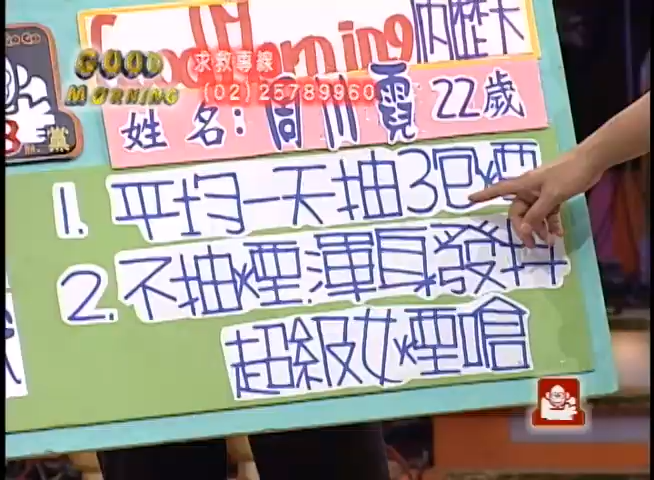 Good Morning
內歷大
GOOD
MORNING
求救專線
(02)25789960
姓名:周川霓 22歲
1.平均一天抽3包煙
2.不抽煙渾身發抖
超級女煙嗆